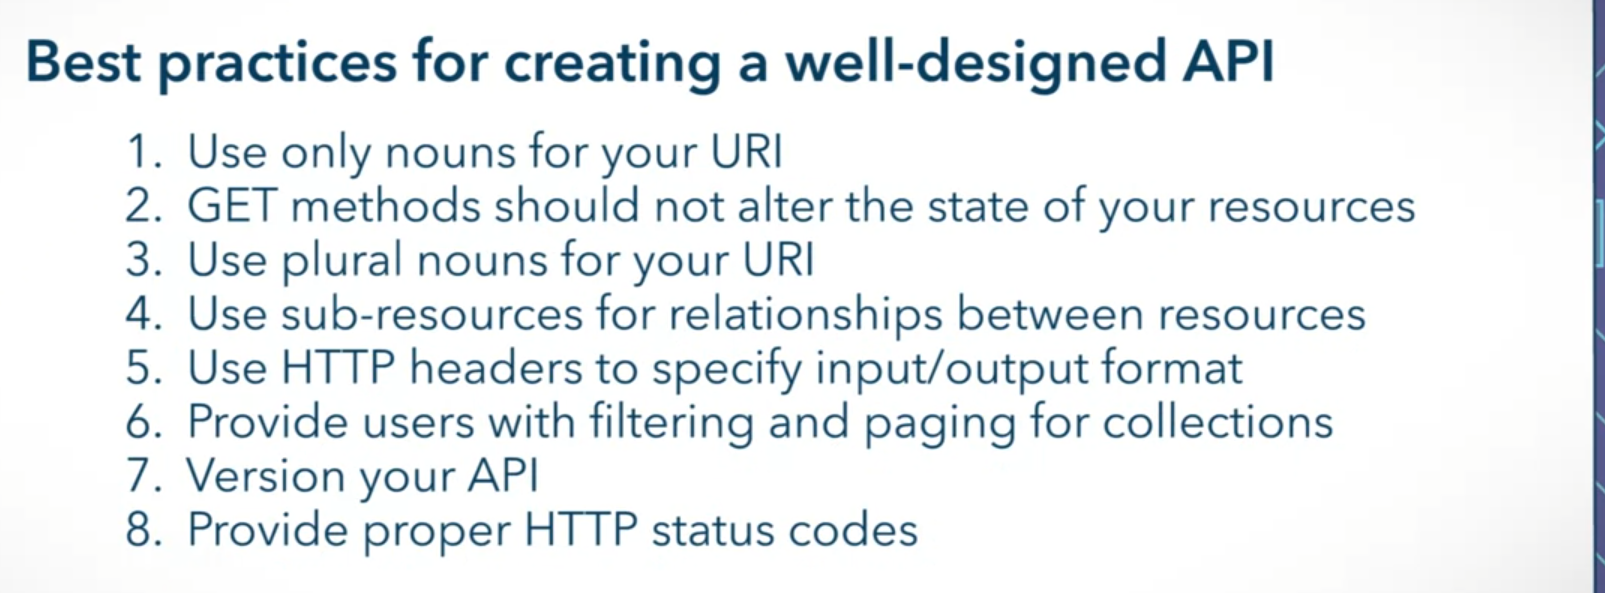 Best practices for creating a well-designed API
1. Use only nouns for your URI
2. GET methods should not alter the state of your resources
3. Use plural nouns for your URI
4. Use sub-resources for relationships between resources
5. Use HTTP headers to specify input/output format
6. Provide users with filtering and paging for collections
7. Version your API
8. Provide proper HTTP status codes